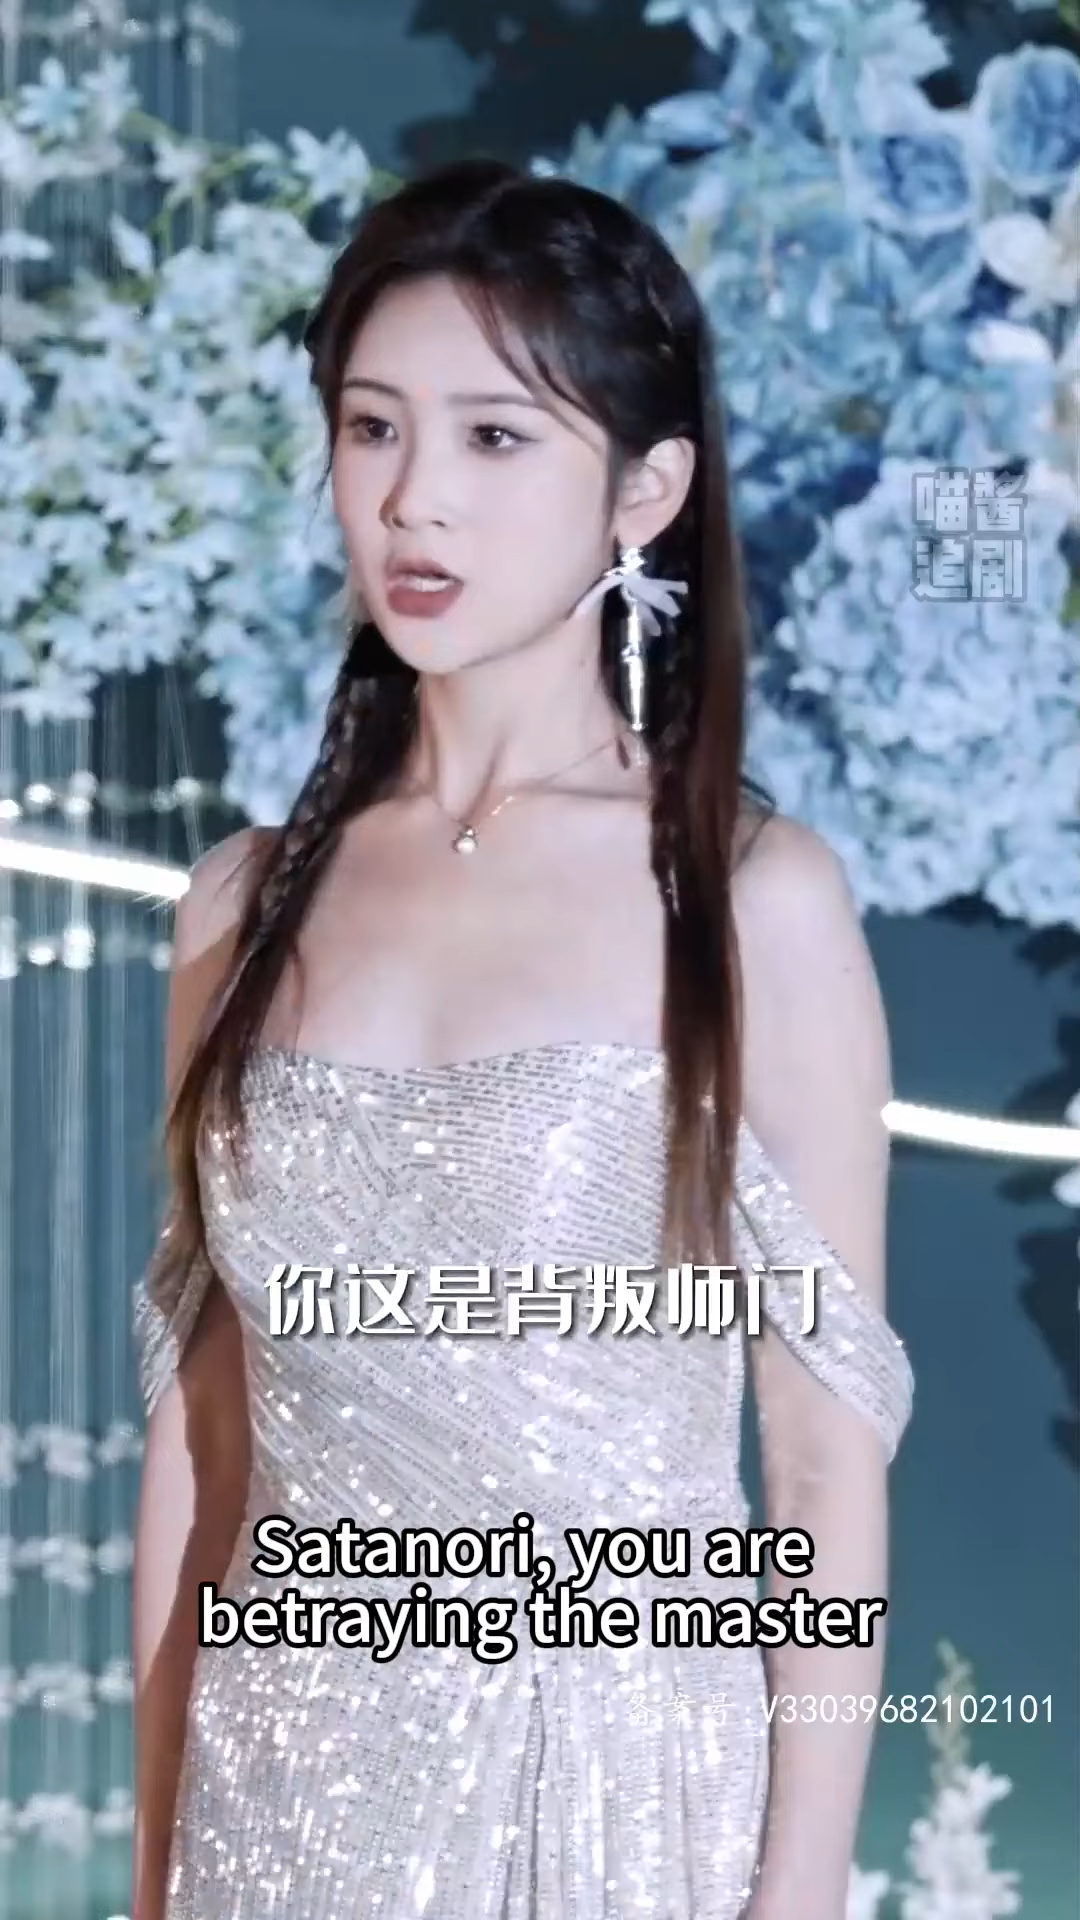 喵酱
追剧
你这是背叛师门
Satanori, you are
betraying the master
备案号 V33039682102101